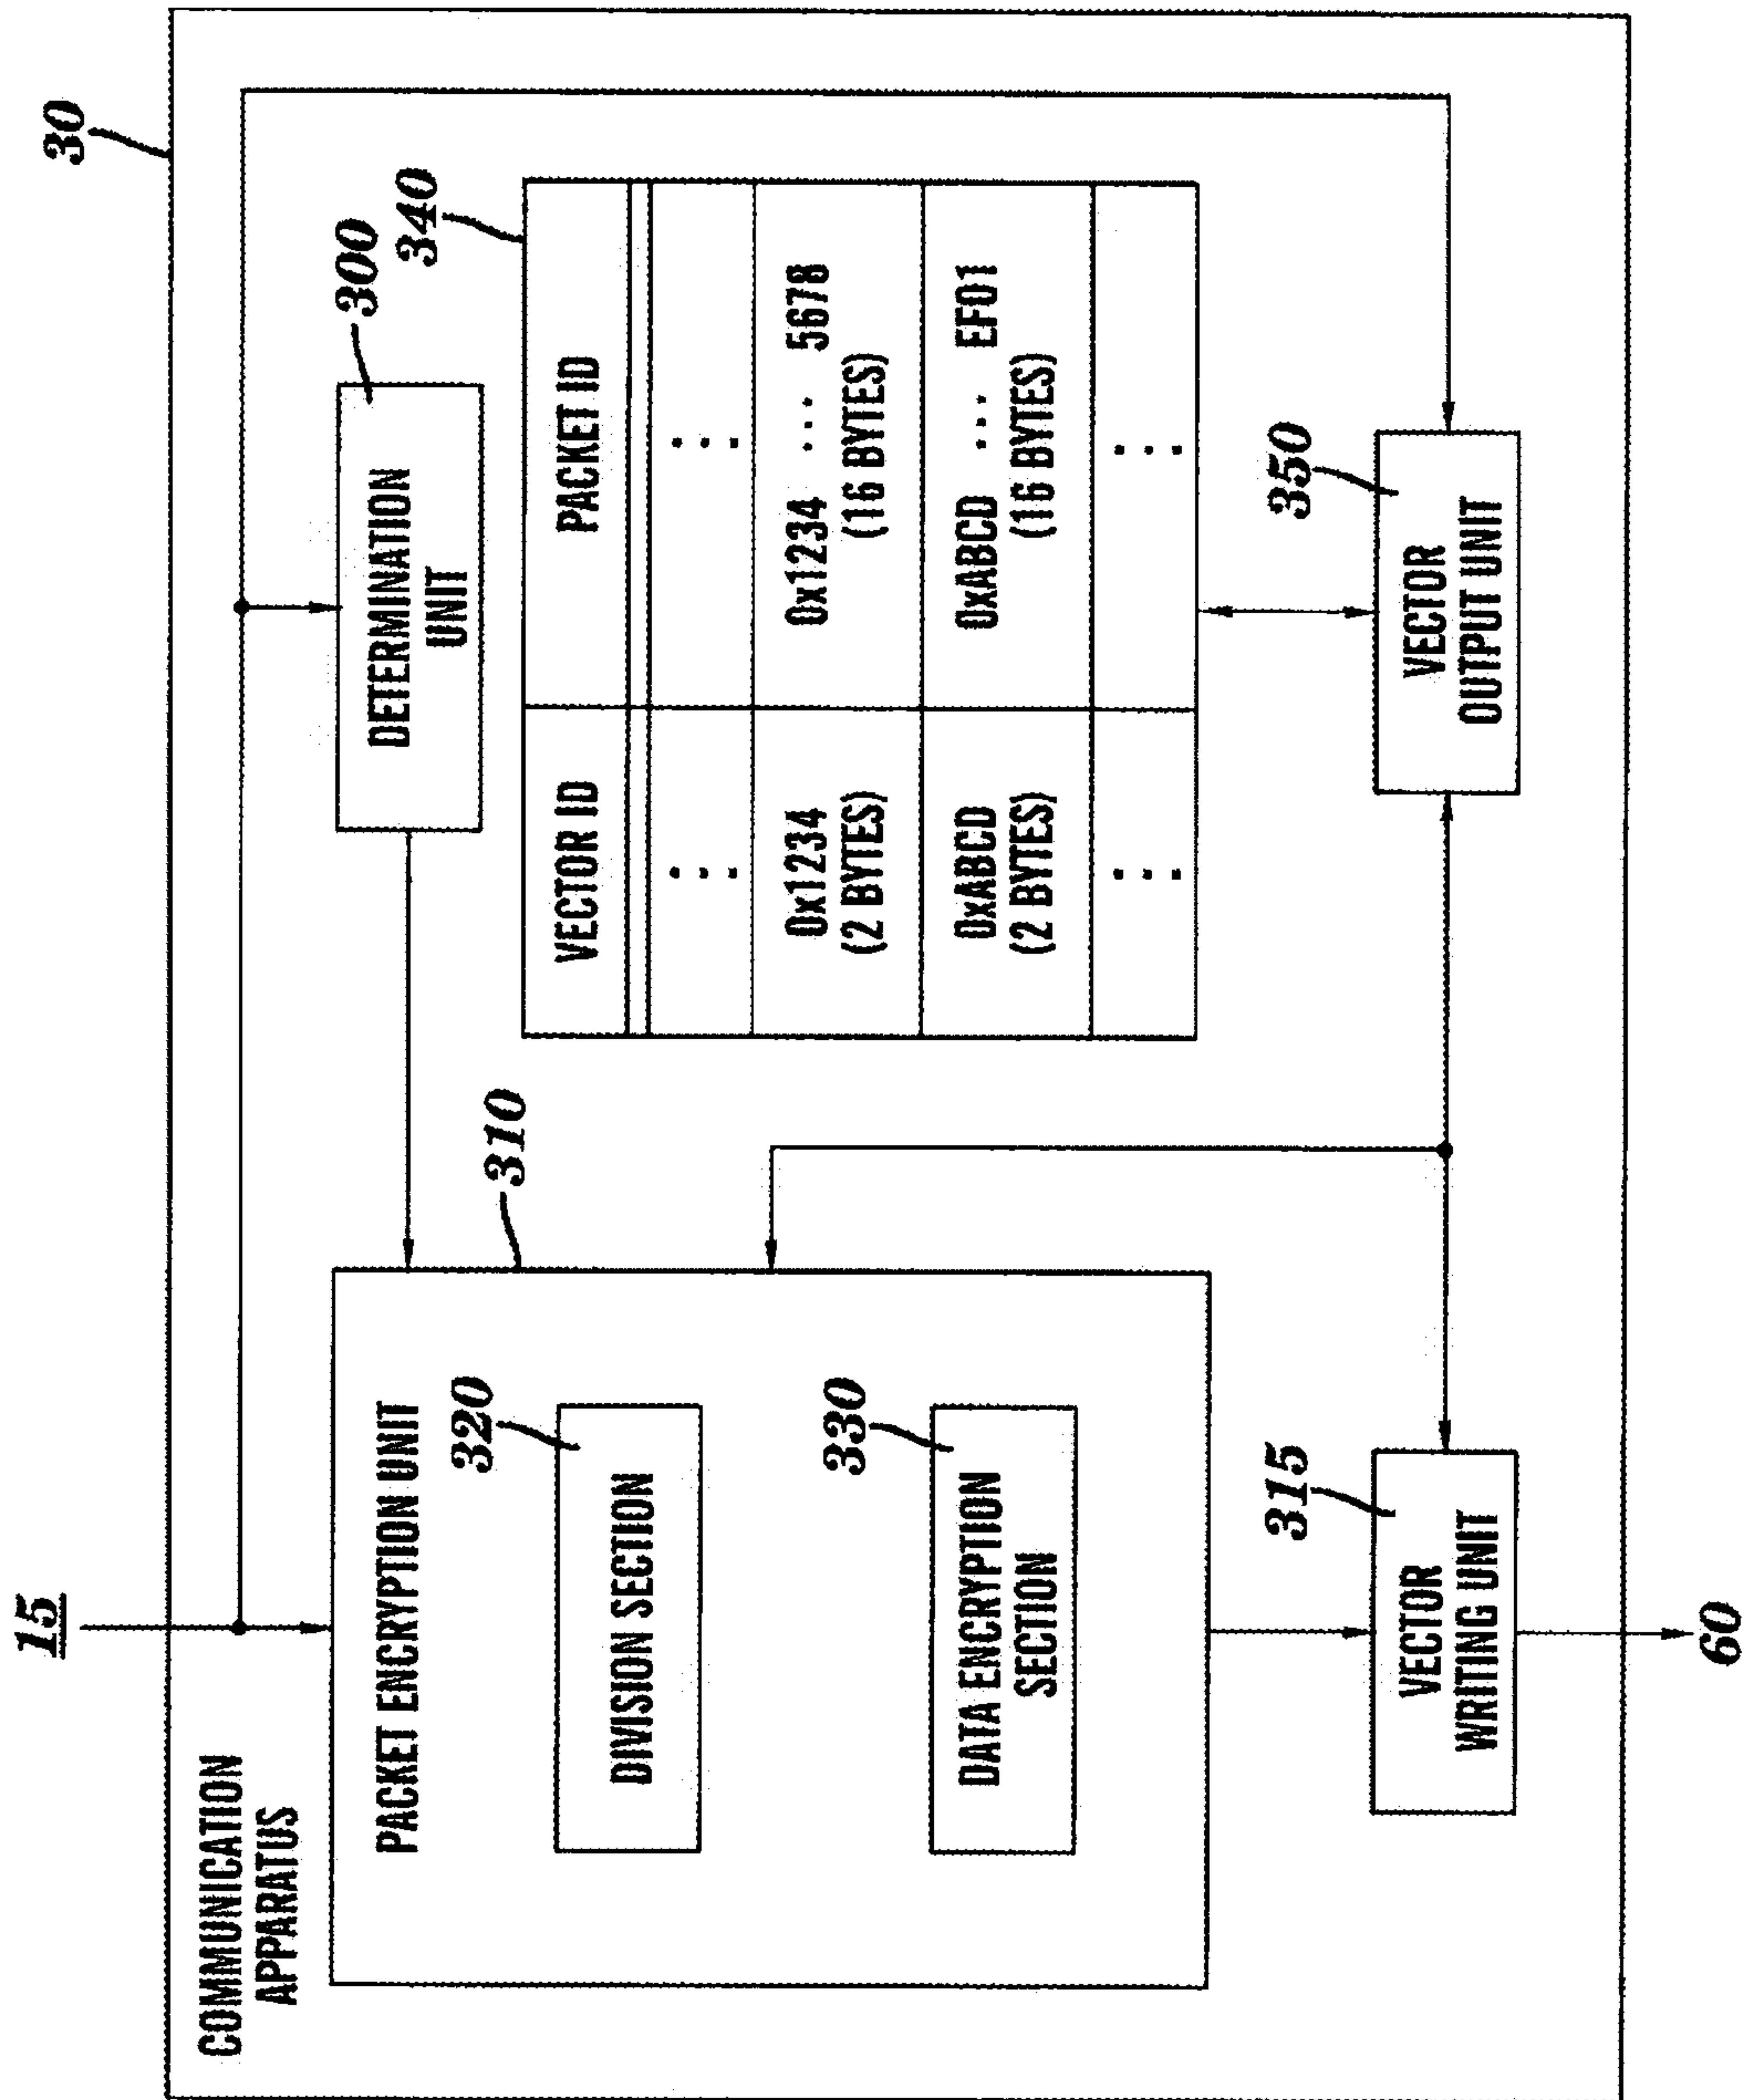 15
30
COMMUNICATION
APPARATUS
PACKET ENCRYPTION UNIT
310
DIVISION SECTION
320
DATA ENCRYPTION
SECTION
330
DETERMINATION
UNIT
300
340
VECTOR ID PACKET ID
⋮ ⋮
0x1234 0x1234 ··· 5678
(2 BYTES) (16 BYTES)
0xABCD 0xABCD ··· EF01
(2 BYTES) (16 BYTES)
⋮ ⋮
VECTOR
WRITING UNIT
315
VECTOR
OUTPUT UNIT
350
60